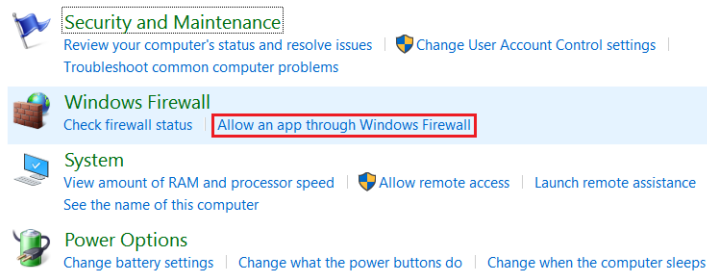 Security and Maintenance
Review your computer's status and resolve issues Change User Account Control settings
Troubleshoot common computer problems
Windows Firewall
Check firewall status Allow an app through Windows Firewall
System
View amount of RAM and processor speed Allow remote access Launch remote assistance
See the name of this computer
Power Options
Change battery settings Change what the power buttons do Change when the computer sleeps